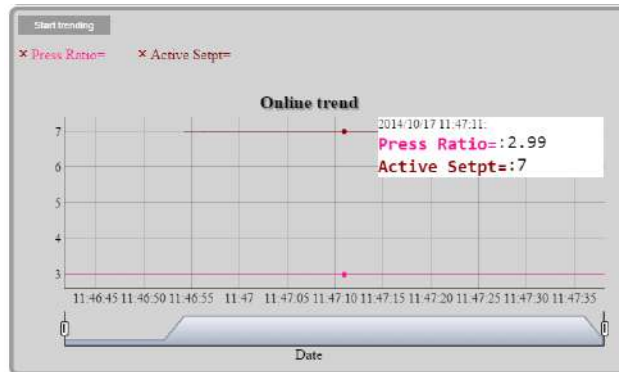 Start trending
× Press Ratio= × Active Setpt=
Online trend
2014/10/17 11:47:11:
Press Ratio=:2.99
Active Setpt=:7
7
6
5
4
3
11:46:45 11:46:50 11:46:55 11:47 11:47:05 11:47:10 11:47:15 11:47:20 11:47:25 11:47:30 11:47:35
Date